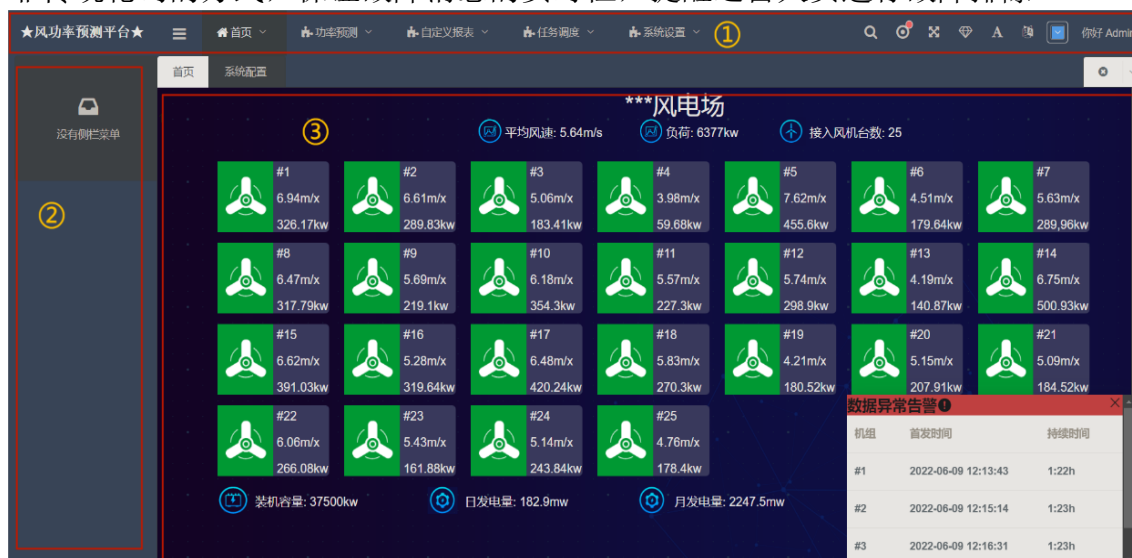 ★风功率预测平台★ 首页 功率预测 自定义报表 任务调度 系统设置 ① A 你好 Admin
首页 系统配置
没有侧栏菜单
②
③
***风电场
平均风速: 5.64m/s 负荷: 6377kw 接入风机台数: 25
#1 #2 #3 #4 #5 #6 #7
6.94m/x 6.61m/x 5.06m/x 3.98m/x 7.62m/x 4.51m/x 5.63m/x
326.17kw 289.83kw 183.41kw 59.68kw 455.6kw 179.64kw 289,96kw
#8 #9 #10 #11 #12 #13 #14
6.47m/x 5.69m/x 6.18m/x 5.57m/x 5.74m/x 4.19m/x 6.75m/x
317.79kw 219.1kw 354.3kw 227.3kw 298.9kw 140.87kw 500.93kw
#15 #16 #17 #18 #19 #20 #21
6.62m/x 5.28m/x 6.48m/x 5.83m/x 4.21m/x 5.15m/x 5.09m/x
391.03kw 319.64kw 420.24kw 270.3kw 180.52kw 207.91kw 184.52kw
#22 #23 #24 #25
6.06m/x 5.43m/x 5.14m/x 4.76m/x
266.08kw 161.88kw 243.84kw 178.4kw
装机容量: 37500kw 日发电量: 182.9mw 月发电量: 2247.5mw
数据异常告警
机组 首发时间 持续时间
#1 2022-06-09 12:13:43 1:22h
#2 2022-06-09 12:15:14 1:23h
#3 2022-06-09 12:16:31 1:23h